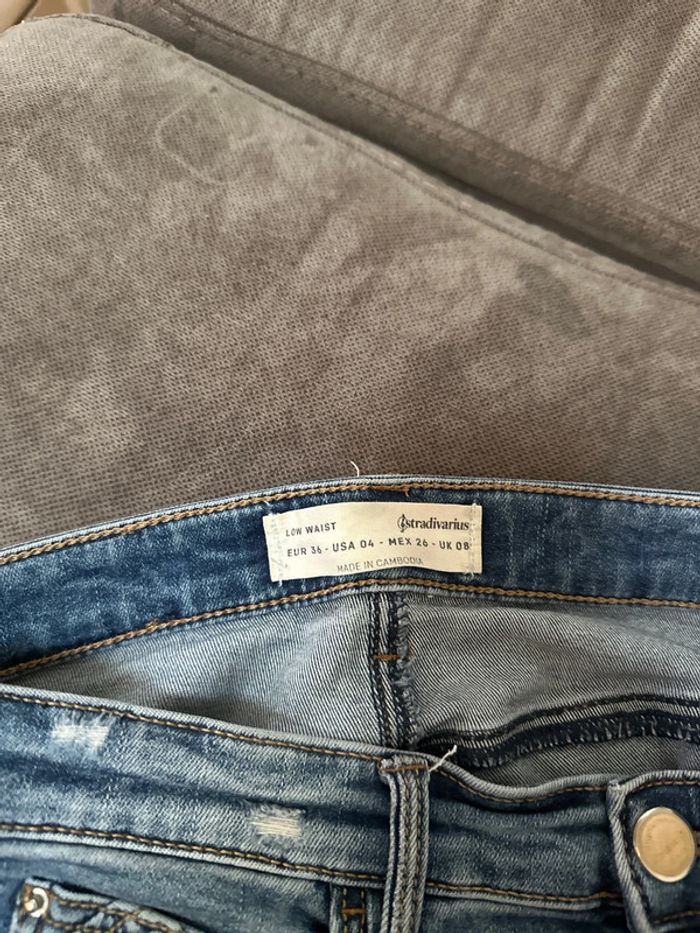 LOW WAIST stradivarius
EUR 36 - USA 04 - MEX 26 - UK 08
MADE IN CAMBODIA